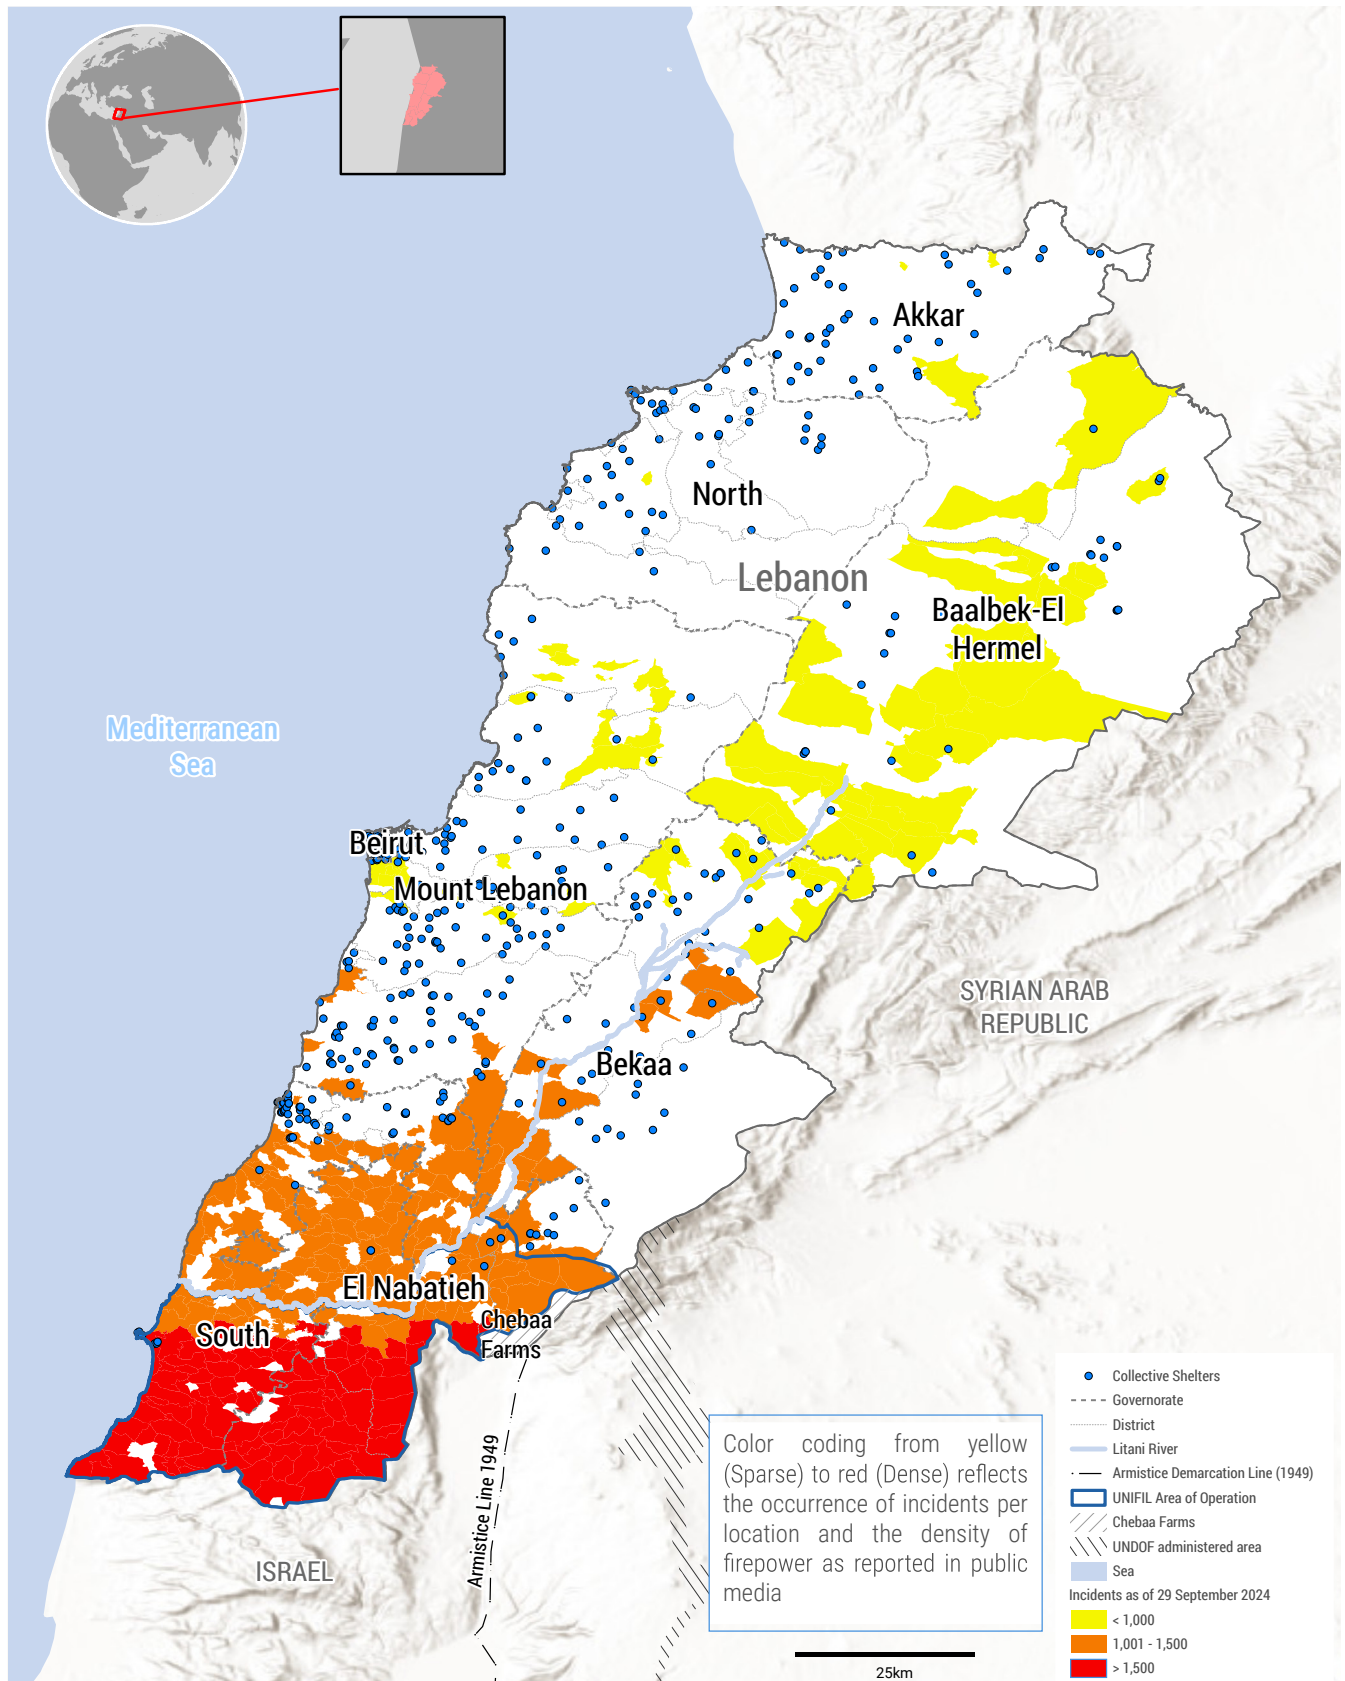 Akkar
North
Lebanon
Baalbek-El
Hermel
Mediterranean
Sea
Beirut
Mount Lebanon
SYRIAN ARAB
REPUBLIC
Bekaa
El Nabatieh
Chebaa
Farms
South
Armistice Line 1949
ISRAEL
Color coding from yellow
(Sparse) to red (Dense) reflects
the occurrence of incidents per
location and the density of
firepower as reported in public
media
25km
Collective Shelters
Governorate
District
Litani River
Armistice Demarcation Line (1949)
UNIFIL Area of Operation
Chebaa Farms
UNDOF administered area
Sea
Incidents as of 29 September 2024
< 1,000
1,001 - 1,500
> 1,500